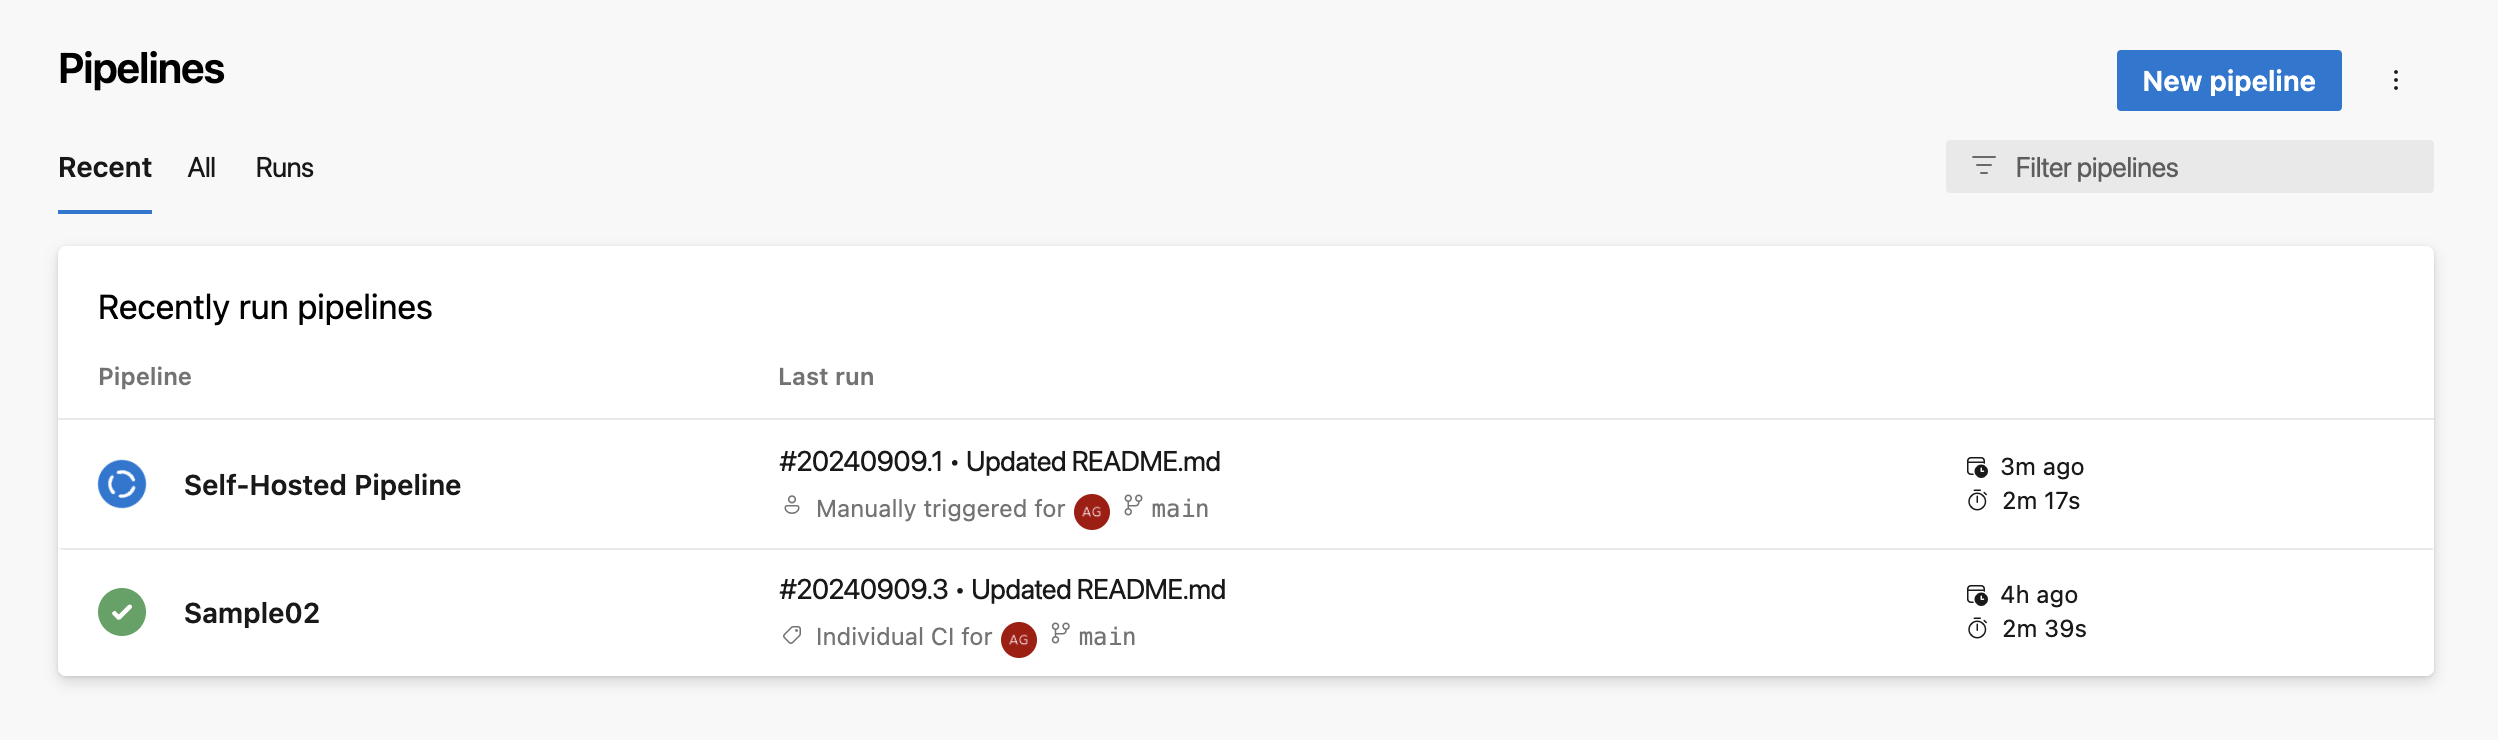 Pipelines
New pipeline
Recent All Runs
Filter pipelines
Recently run pipelines
Pipeline Last run
Self-Hosted Pipeline
#20240909.1 • Updated README.md
Manually triggered for AG main
3m ago
2m 17s
Sample02
#20240909.3 • Updated README.md
Individual CI for AG main
4h ago
2m 39s